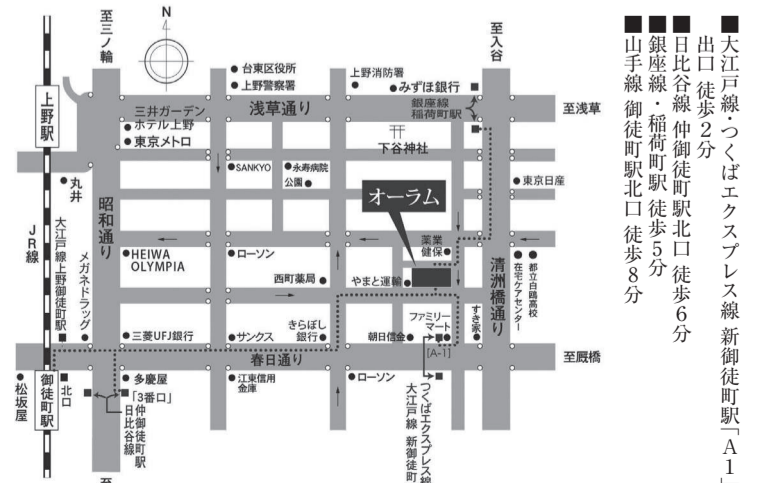 ■大江戸線・つくばエクスプレス線 新御徒町駅「A1」
出口 徒歩2分
■日比谷線 仲御徒町駅北口 徒歩6分
■銀座線・稲荷町駅 徒歩5分
■山手線 御徒町駅北口 徒歩8分
至三ノ輪
N
至入谷
台東区役所
上野警察署
上野消防署
みずほ銀行
上野駅
三井ガーデン
ホテル上野
東京メトロ
浅草通り
銀座線
稲荷町駅
至浅草
下谷神社
丸井
SANKYO
永寿病院
公園
東京日産
オーラム
JR線
昭和通り
大江戸線上野御徒町駅
メガネドラッグ
HEIWA
OLYMPIA
ローソン
西町薬局
薬業
健保
やまと運輸
清洲橋通り
都立白鴎高校
在宅ケアセンター
三菱UFJ銀行
サンクス
きらぼし
銀行
朝日信金
ファミリー
マート
すき家
[A-1]
春日通り
至厩橋
御徒町駅
北口
松坂屋
多慶屋
「3番口」
仲御徒町駅
日比谷線
江東信用
金庫
ローソン
つくばエクスプレス線
大江戸線 新御徒町
至